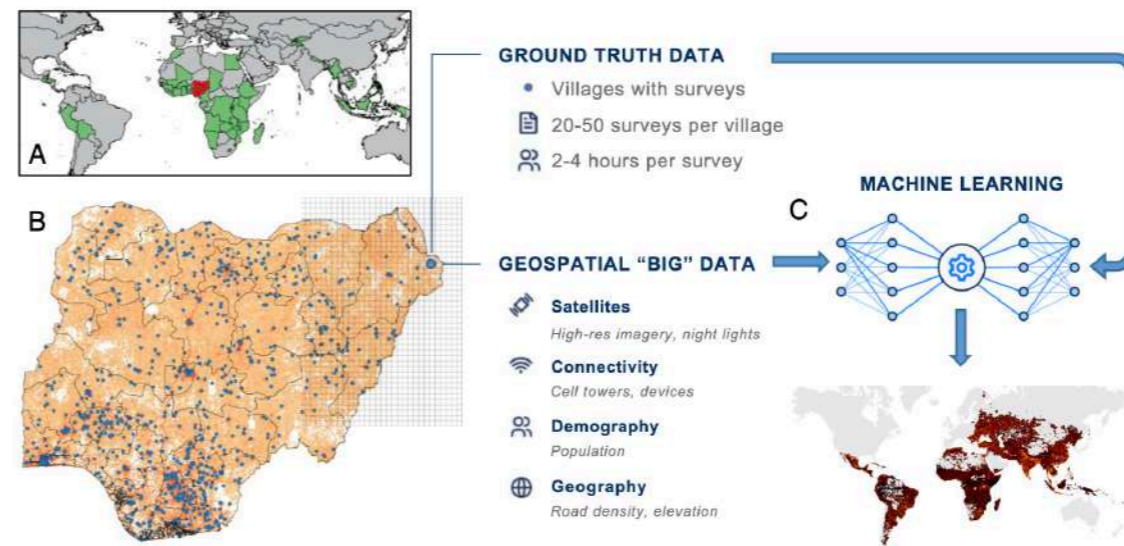 A
B
GROUND TRUTH DATA
Villages with surveys
20-50 surveys per village
2-4 hours per survey
GEOSPATIAL “BIG” DATA
Satellites
High-res imagery, night lights
Connectivity
Cell towers, devices
Demography
Population
Geography
Road density, elevation
MACHINE LEARNING
C